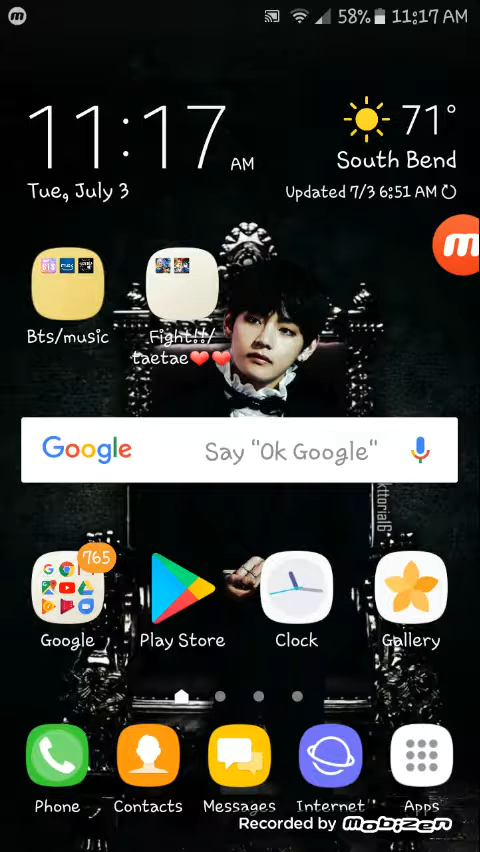 58% 11:17 AM
11:17 AM
71°
South Bend
Tue, July 3
Updated 7/3 6:51 AM
Bts/music
Fight!!/
taetae❤❤
Google
Say "Ok Google"
kttorial6
765
Google
Play Store
Clock
Gallery
Phone
Contacts
Messages
Internet
Apps
Recorded by mobizen